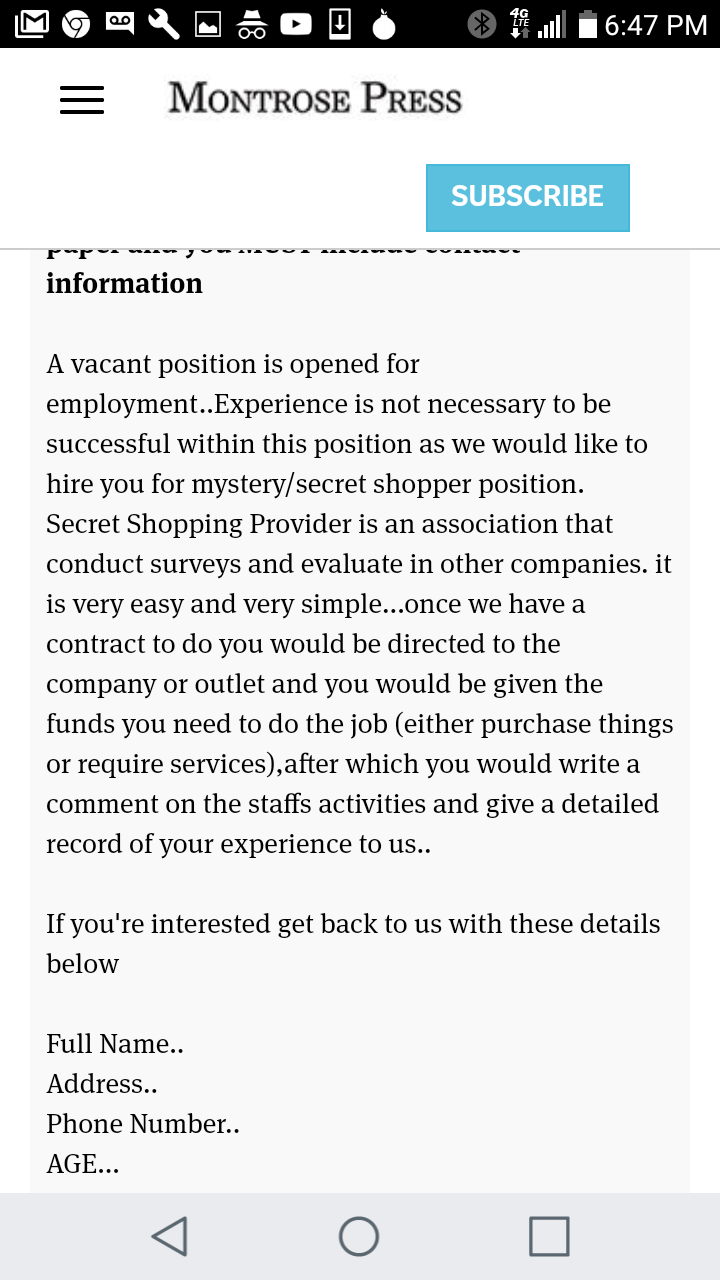 4G
LTE
6:47 PM
MONTROSE PRESS
SUBSCRIBE
paper and you MUST include contact
information
A vacant position is opened for
employment..Experience is not necessary to be
successful within this position as we would like to
hire you for mystery/secret shopper position.
Secret Shopping Provider is an association that
conduct surveys and evaluate in other companies. it
is very easy and very simple...once we have a
contract to do you would be directed to the
company or outlet and you would be given the
funds you need to do the job (either purchase things
or require services),after which you would write a
comment on the staffs activities and give a detailed
record of your experience to us..
If you're interested get back to us with these details
below
Full Name..
Address..
Phone Number..
AGE...